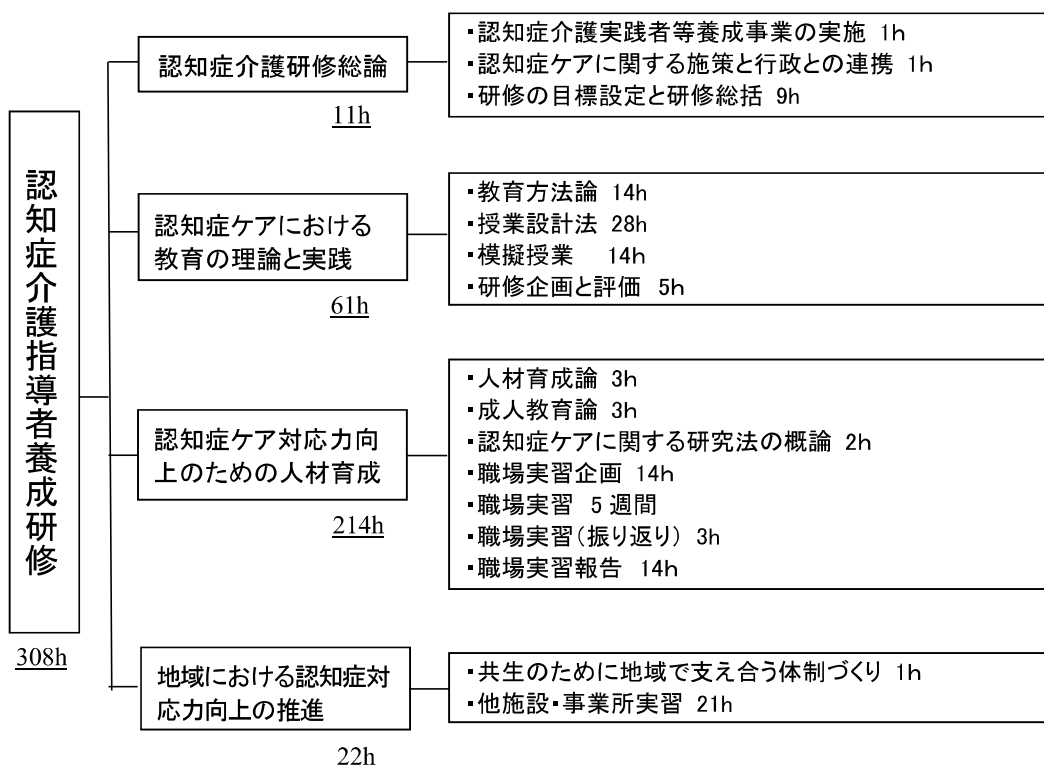 認知症介護指導者養成研修
308h
認知症介護研修総論
11h
・認知症介護実践者等養成事業の実施 1h
・認知症ケアに関する施策と行政との連携 1h
・研修の目標設定と研修総括 9h
認知症ケアにおける
教育の理論と実践
61h
・教育方法論 14h
・授業設計法 28h
・模擬授業 14h
・研修企画と評価 5h
認知症ケア対応力向
上のための人材育成
214h
・人材育成論 3h
・成人教育論 3h
・認知症ケアに関する研究法の概論 2h
・職場実習企画 14h
・職場実習 5週間
・職場実習(振り返り) 3h
・職場実習報告 14h
地域における認知症対
応力向上の推進
22h
・共生のために地域で支え合う体制づくり 1h
・他施設・事業所実習 21h